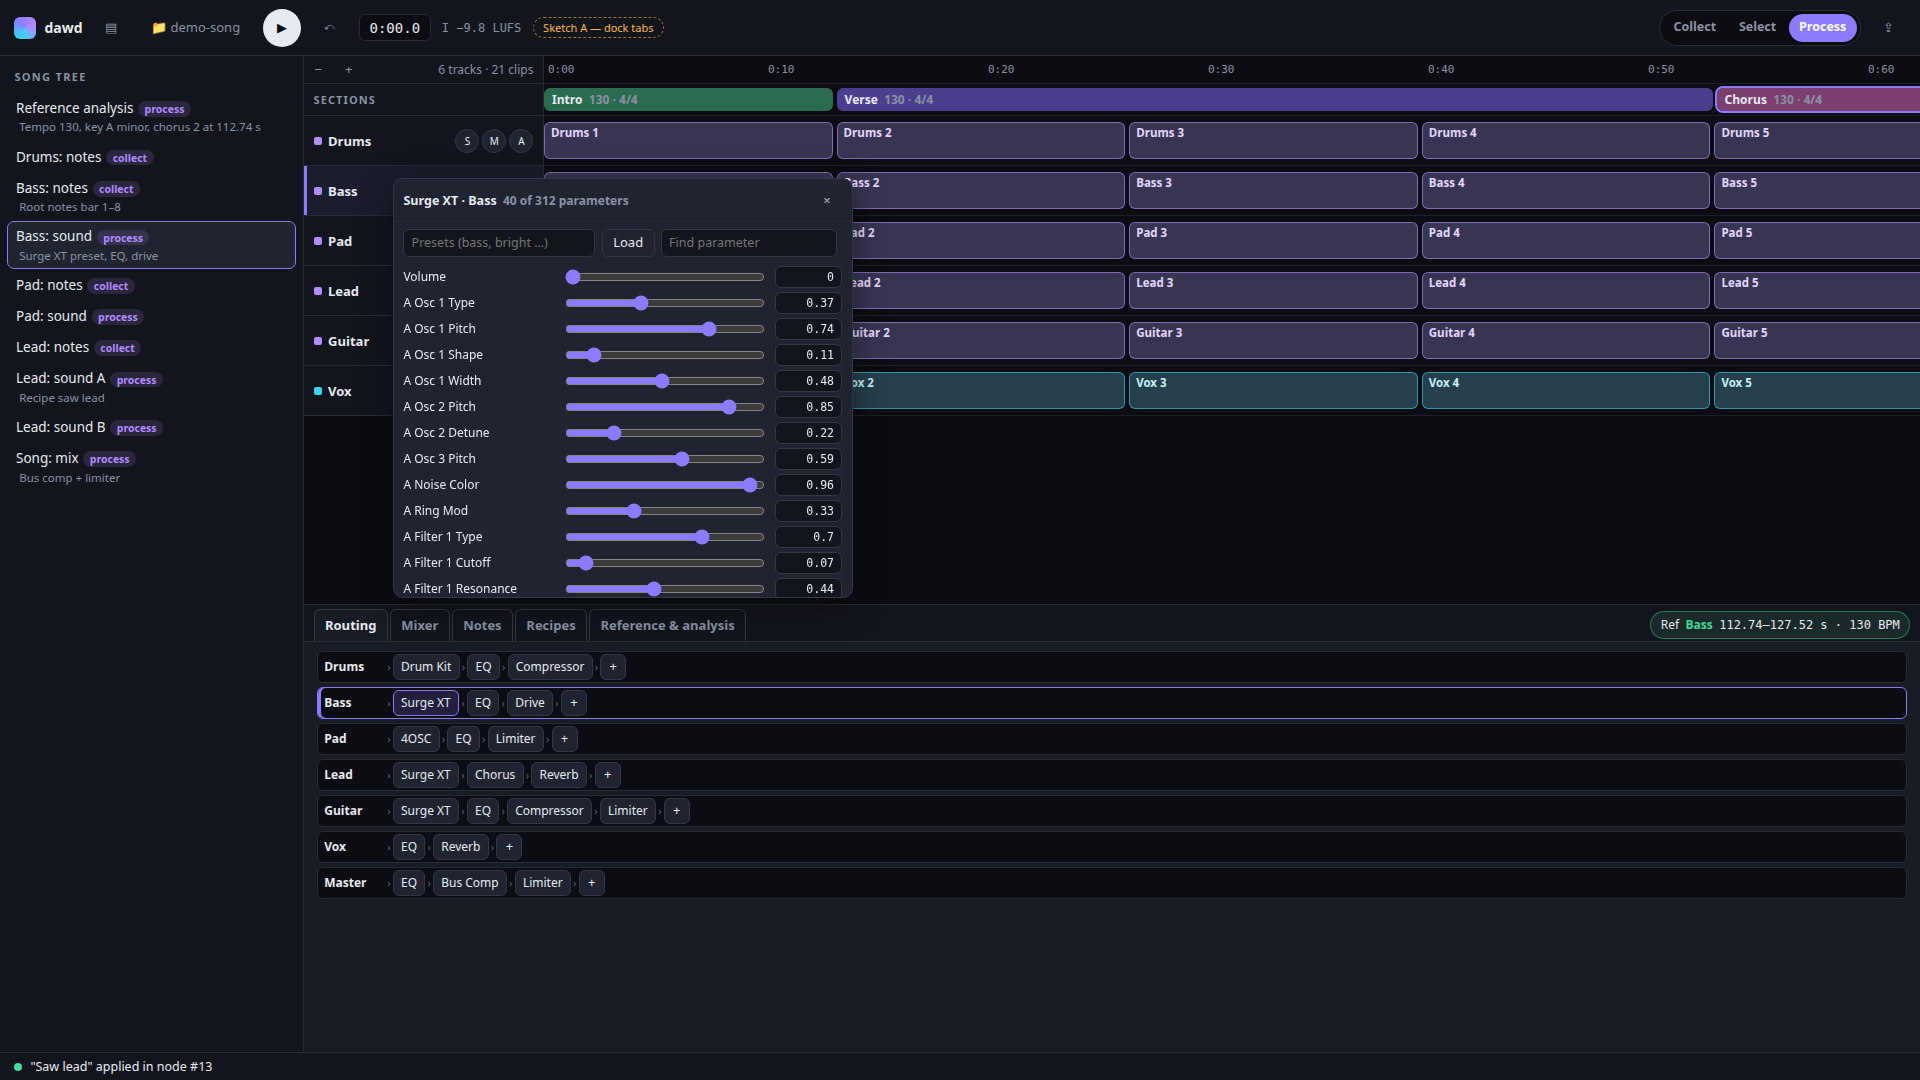 dawd
demo-song
0:00.0
I −9.8 LUFS
Sketch A — dock tabs
Collect
Select
Process
SONG TREE
Reference analysis process
Tempo 130, key A minor, chorus 2 at 112.74 s
Drums: notes collect
Bass: notes collect
Root notes bar 1–8
Bass: sound process
Surge XT preset, EQ, drive
Pad: notes collect
Pad: sound process
Lead: notes collect
Lead: sound A process
Recipe saw lead
Lead: sound B process
Song: mix process
Bus comp + limiter
− + 6 tracks · 21 clips
0:00 0:10 0:20 0:30 0:40 0:50 0:60
SECTIONS
Intro 130 · 4/4
Verse 130 · 4/4
Chorus 130 · 4/4
Drums S M A
Drums 1 Drums 2 Drums 3 Drums 4 Drums 5
Bass
Bass 2 Bass 3 Bass 4 Bass 5
Pad
ad 2 Pad 3 Pad 4 Pad 5
Lead
ead 2 Lead 3 Lead 4 Lead 5
Guitar
uitar 2 Guitar 3 Guitar 4 Guitar 5
Vox
ox 2 Vox 3 Vox 4 Vox 5
Surge XT · Bass 40 of 312 parameters ×
Presets (bass, bright ...) Load Find parameter
Volume 0
A Osc 1 Type 0.37
A Osc 1 Pitch 0.74
A Osc 1 Shape 0.11
A Osc 1 Width 0.48
A Osc 2 Pitch 0.85
A Osc 2 Detune 0.22
A Osc 3 Pitch 0.59
A Noise Color 0.96
A Ring Mod 0.33
A Filter 1 Type 0.7
A Filter 1 Cutoff 0.07
A Filter 1 Resonance 0.44
Routing Mixer Notes Recipes Reference & analysis
Ref Bass 112.74–127.52 s · 130 BPM
Drums › Drum Kit › EQ › Compressor › +
Bass › Surge XT › EQ › Drive › +
Pad › 4OSC › EQ › Limiter › +
Lead › Surge XT › Chorus › Reverb › +
Guitar › Surge XT › EQ › Compressor › Limiter › +
Vox › EQ › Reverb › +
Master › EQ › Bus Comp › Limiter › +
"Saw lead" applied in node #13